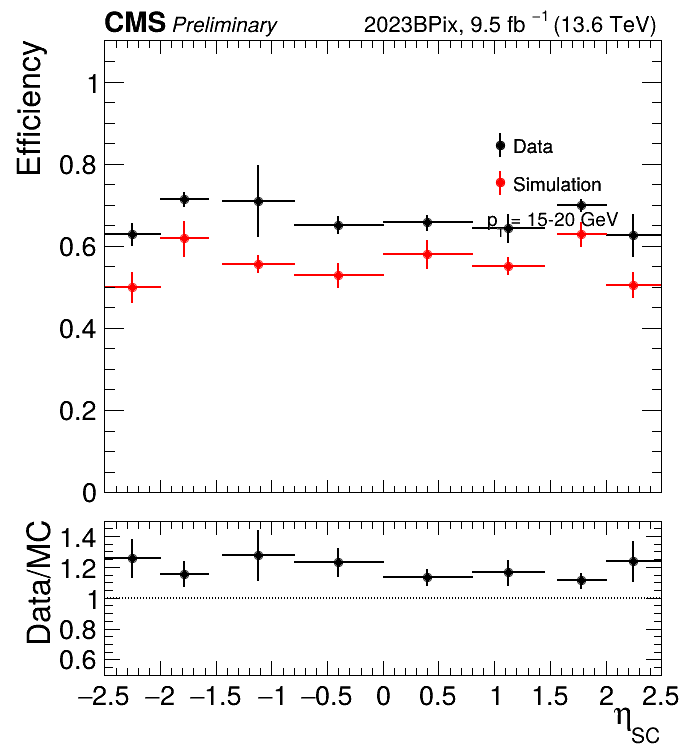 CMS Preliminary 2023BPix, 9.5 fb⁻¹ (13.6 TeV)
Efficiency
1
0.8
0.6
0.4
0.2
0
Data
Simulation
p_T = 15-20 GeV
Data/MC
1.4
1.2
1
0.8
0.6
−2.5 −2 −1.5 −1 −0.5 0 0.5 1 1.5 2 2.5
η_SC